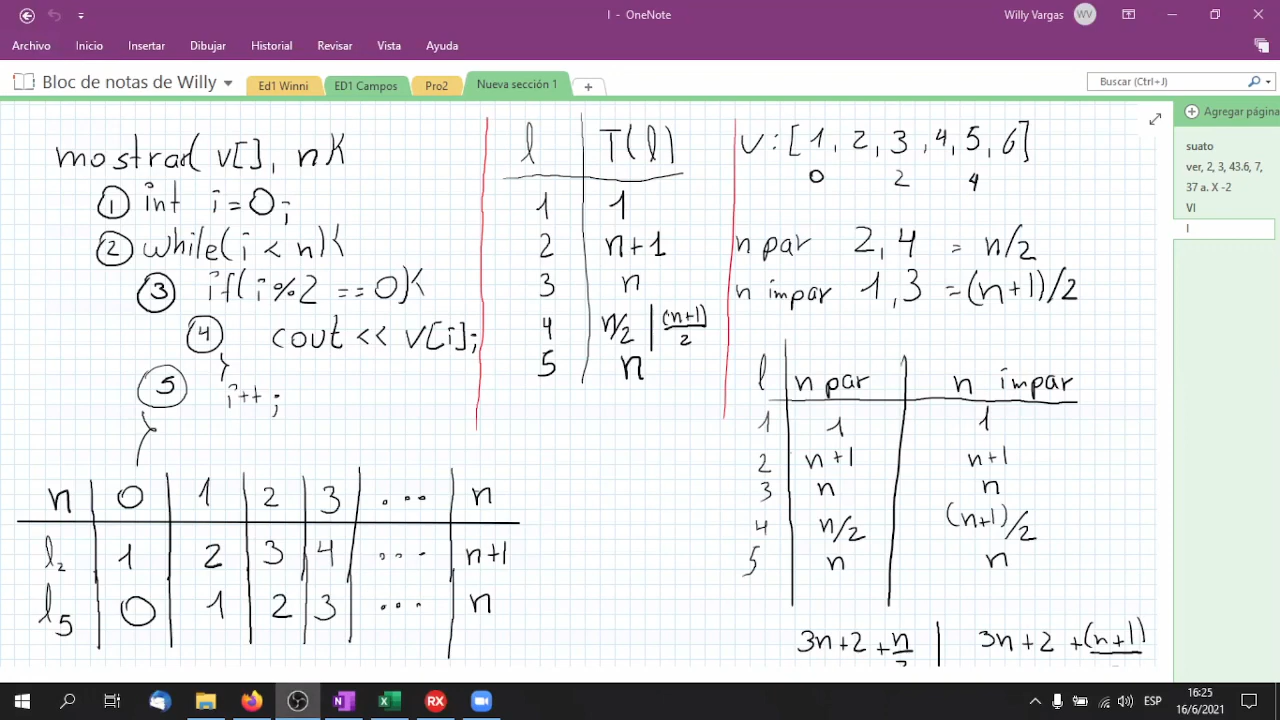 I - OneNote
Willy Vargas
WV
Archivo Inicio Insertar Dibujar Historial Revisar Vista Ayuda
Bloc de notas de Willy
Ed1 Winni
ED1 Campos
Pro2
Nueva sección 1
Buscar (Ctrl+J)
Agregar página
suato
ver, 2, 3, 43.6, 7,
37 a. X -2
VI
I
mostrar( v[], n){
1 int i=0;
2 while(i < n){
3 if(i%2 ==0){
4 cout << v[i];
}
5 i++;
}
n 0 1 2 3 ... n
l2 1 2 3 4 ... n+1
l5 0 1 2 3 ... n
l T(l)
1 1
2 n+1
3 n
4 n/2 | (n+1)/2
5 n
v:[1, 2, 3, 4, 5, 6]
0 2 4
n par 2, 4 = n/2
n impar 1, 3 = (n+1)/2
l n par n impar
1 1 1
2 n+1 n+1
3 n n
4 n/2 (n+1)/2
5 n n
3n+2+n | 3n+2 +(n+1)
ESP
16:25
16/6/2021